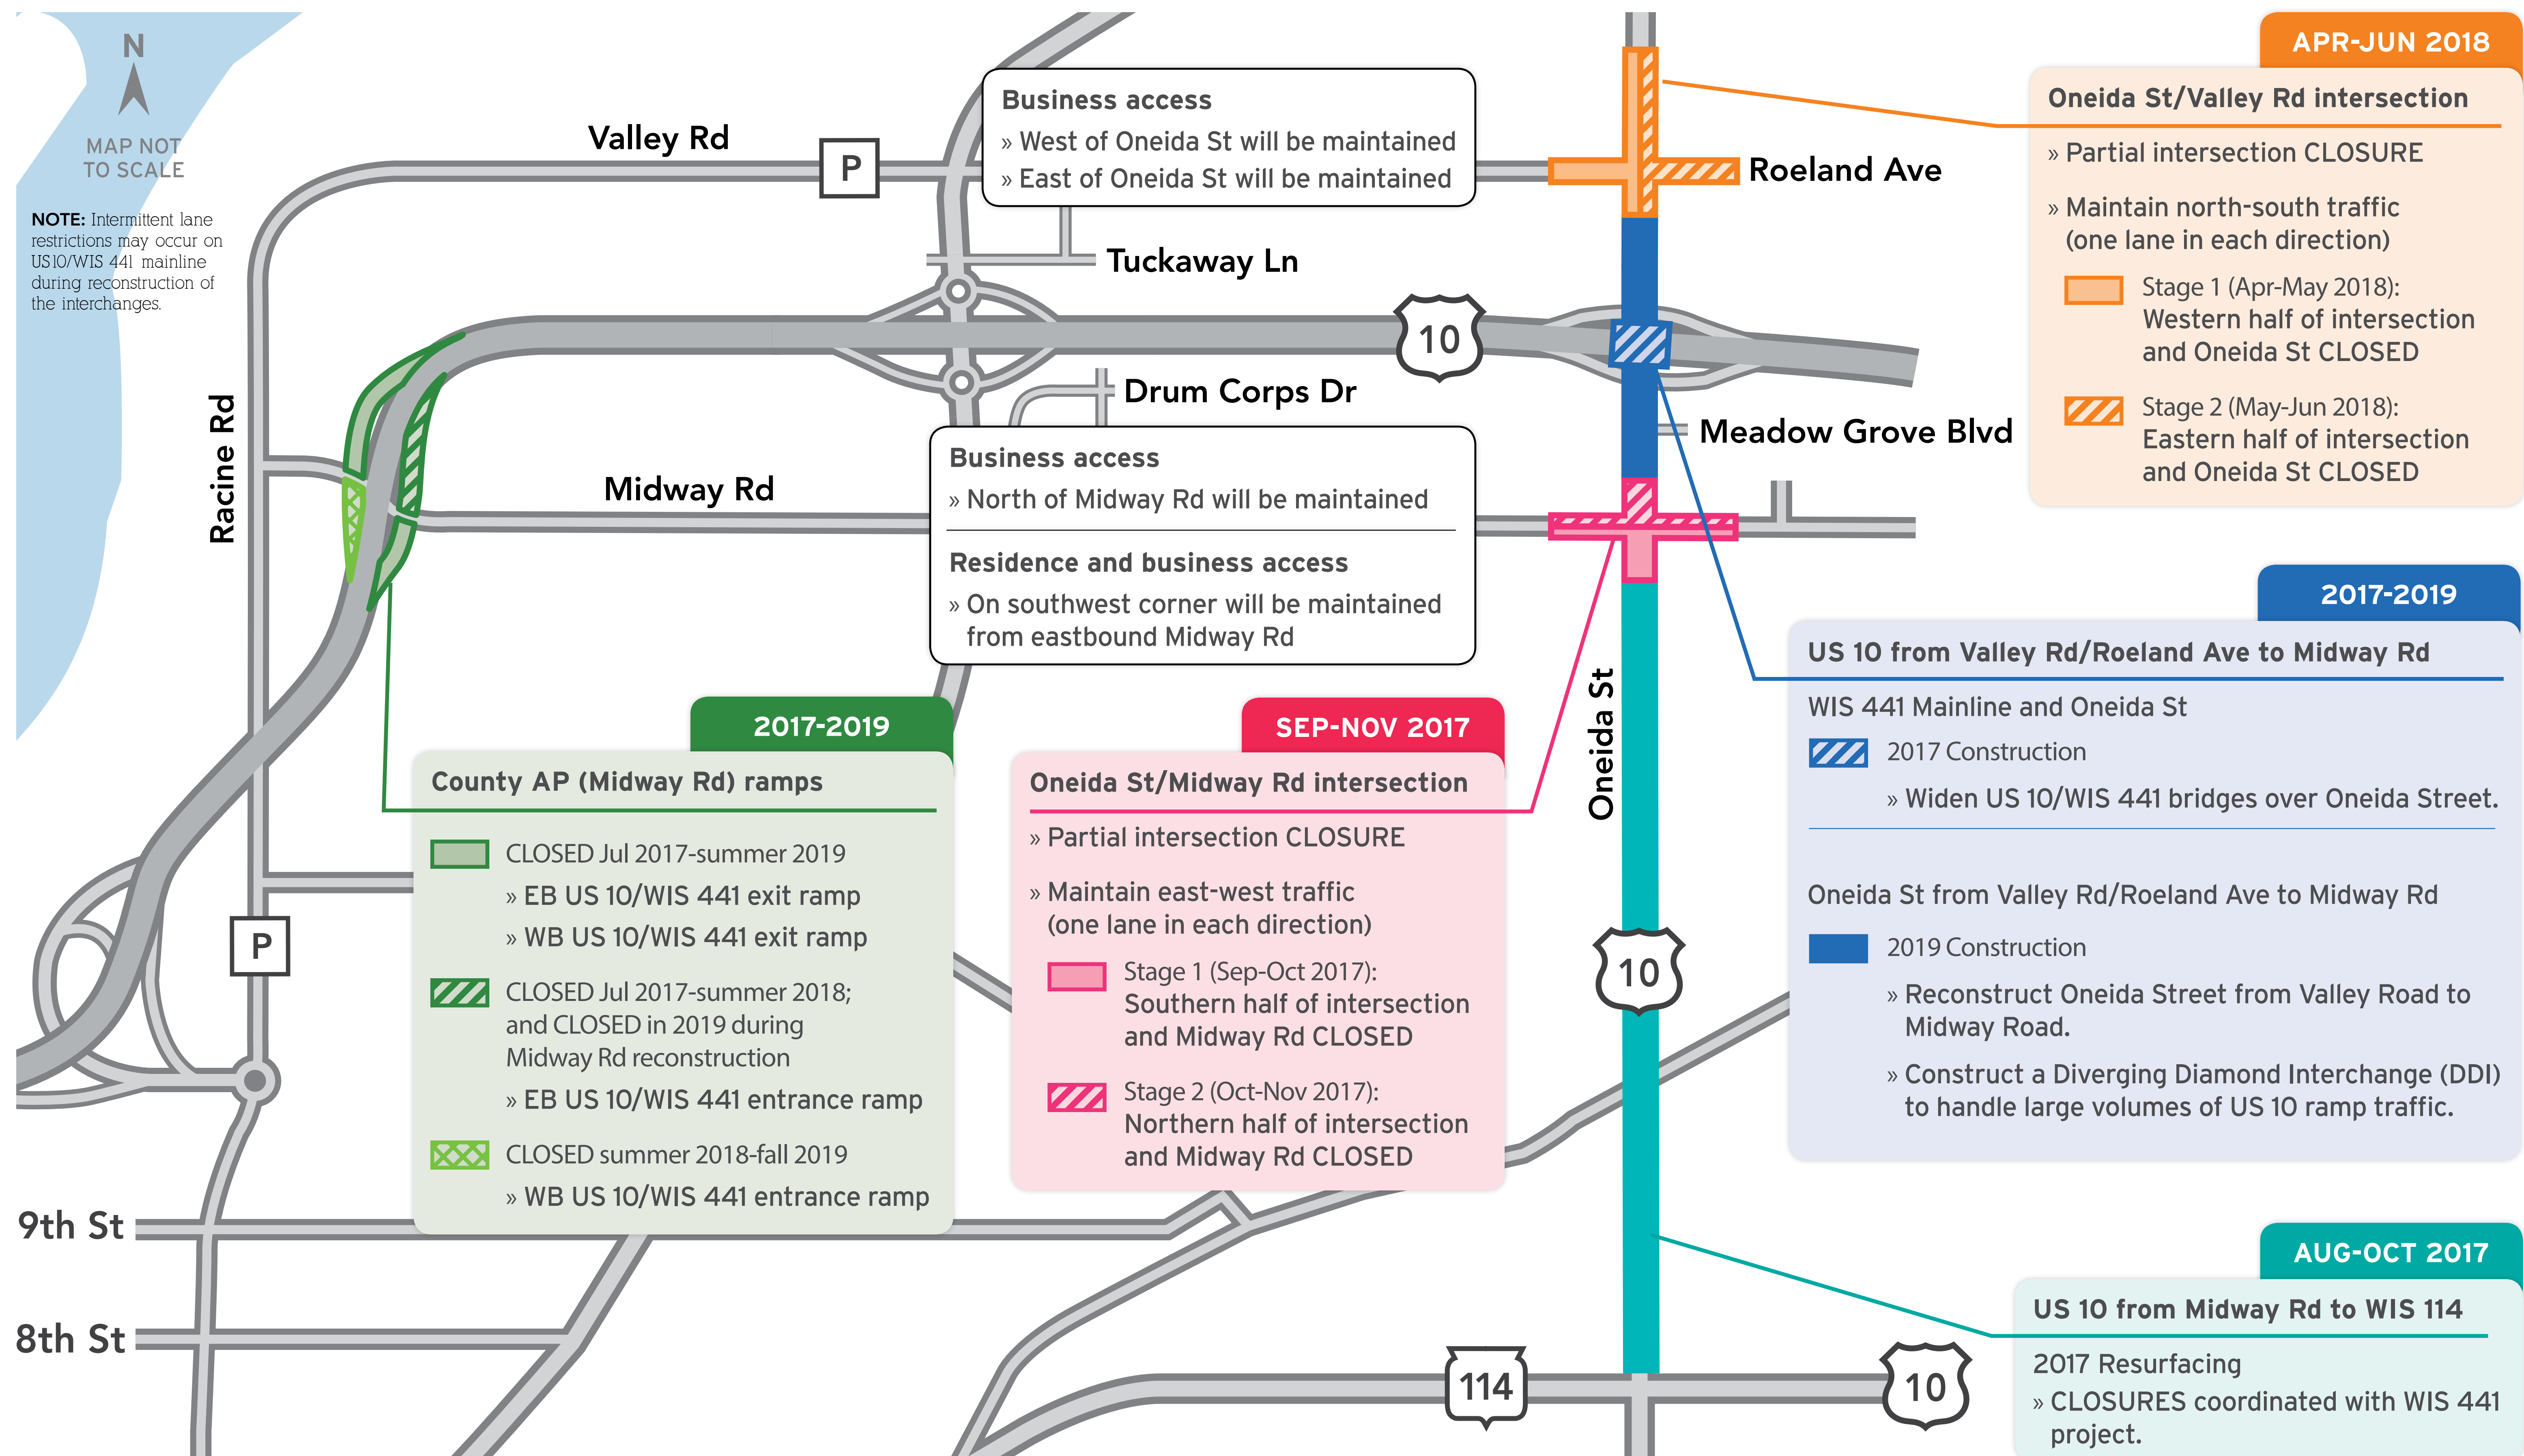 N
MAP NOT
TO SCALE
NOTE: Intermittent lane
restrictions may occur on
US10/WIS 441 mainline
during reconstruction of
the interchanges.
Valley Rd
P
Business access
» West of Oneida St will be maintained
» East of Oneida St will be maintained
Roeland Ave
Tuckaway Ln
10
Drum Corps Dr
Meadow Grove Blvd
Racine Rd
Midway Rd
Business access
» North of Midway Rd will be maintained
Residence and business access
» On southwest corner will be maintained
from eastbound Midway Rd
Oneida St
APR-JUN 2018
Oneida St/Valley Rd intersection
» Partial intersection CLOSURE
» Maintain north-south traffic
(one lane in each direction)
Stage 1 (Apr-May 2018):
Western half of intersection
and Oneida St CLOSED
Stage 2 (May-Jun 2018):
Eastern half of intersection
and Oneida St CLOSED
2017-2019
US 10 from Valley Rd/Roeland Ave to Midway Rd
WIS 441 Mainline and Oneida St
2017 Construction
» Widen US 10/WIS 441 bridges over Oneida Street.
Oneida St from Valley Rd/Roeland Ave to Midway Rd
2019 Construction
» Reconstruct Oneida Street from Valley Road to
Midway Road.
» Construct a Diverging Diamond Interchange (DDI)
to handle large volumes of US 10 ramp traffic.
2017-2019
County AP (Midway Rd) ramps
CLOSED Jul 2017-summer 2019
» EB US 10/WIS 441 exit ramp
» WB US 10/WIS 441 exit ramp
CLOSED Jul 2017-summer 2018;
and CLOSED in 2019 during
Midway Rd reconstruction
» EB US 10/WIS 441 entrance ramp
CLOSED summer 2018-fall 2019
» WB US 10/WIS 441 entrance ramp
SEP-NOV 2017
Oneida St/Midway Rd intersection
» Partial intersection CLOSURE
» Maintain east-west traffic
(one lane in each direction)
Stage 1 (Sep-Oct 2017):
Southern half of intersection
and Midway Rd CLOSED
Stage 2 (Oct-Nov 2017):
Northern half of intersection
and Midway Rd CLOSED
P
10
9th St
8th St
114
10
AUG-OCT 2017
US 10 from Midway Rd to WIS 114
2017 Resurfacing
» CLOSURES coordinated with WIS 441
project.